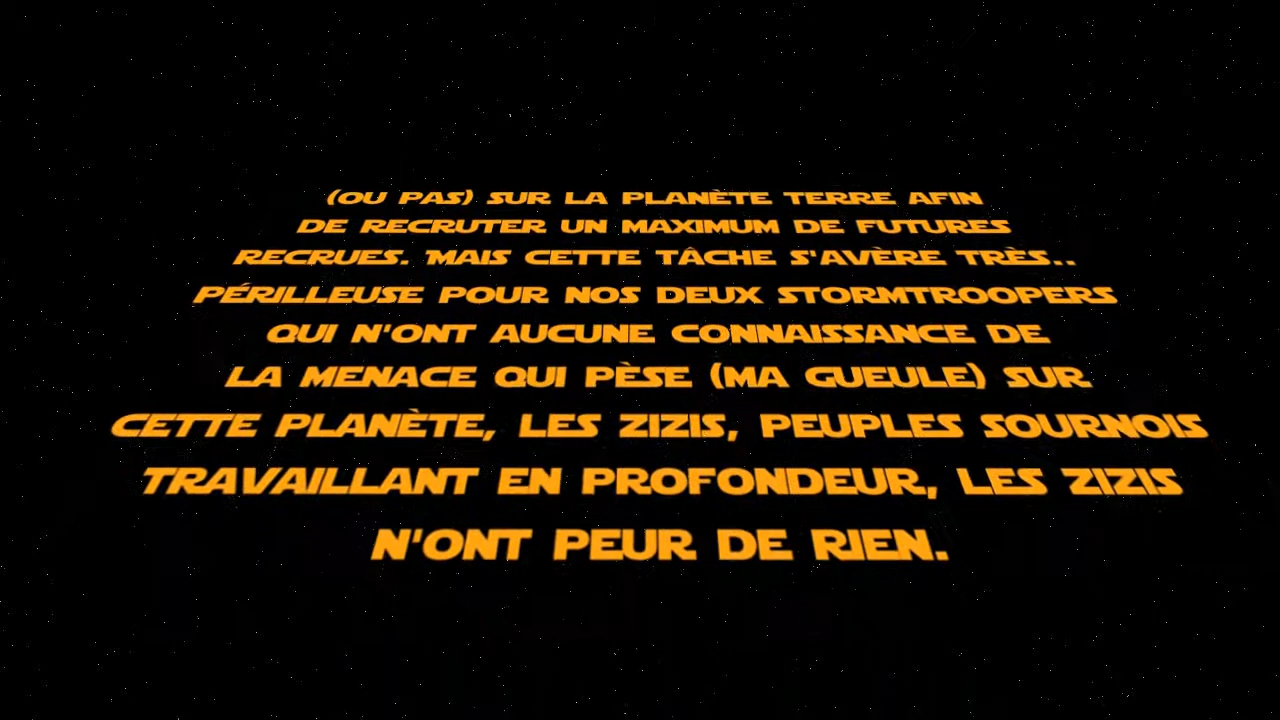 (OU PAS) SUR LA PLANÈTE TERRE AFIN
DE RECRUTER UN MAXIMUM DE FUTURES
RECRUES. MAIS CETTE TÂCHE S'AVÈRE TRÈS..
PÉRILLEUSE POUR NOS DEUX STORMTROOPERS
QUI N'ONT AUCUNE CONNAISSANCE DE
LA MENACE QUI PÈSE (MA GUEULE) SUR
CETTE PLANÈTE, LES ZIZIS, PEUPLES SOURNOIS
TRAVAILLANT EN PROFONDEUR, LES ZIZIS
N'ONT PEUR DE RIEN.